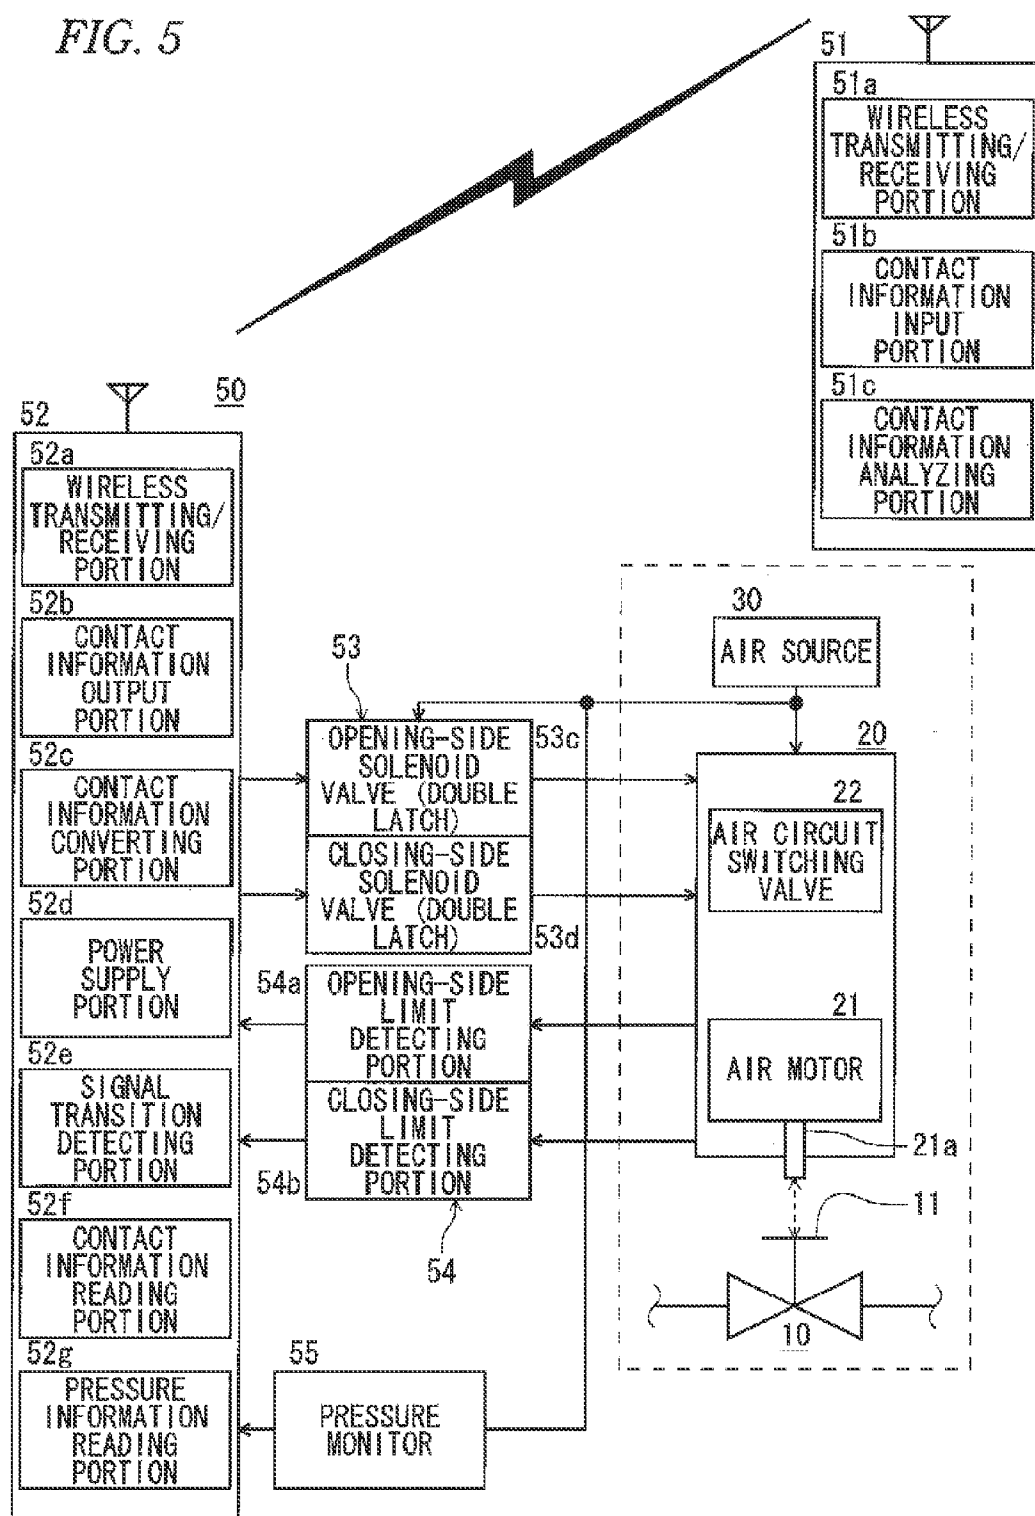 FIG. 5
51
51a
WIRELESS
TRANSMITTING/
RECEIVING
PORTION
51b
CONTACT
INFORMATION
INPUT
PORTION
51c
CONTACT
INFORMATION
ANALYZING
PORTION
50
52
52a
WIRELESS
TRANSMITTING/
RECEIVING
PORTION
52b
CONTACT
INFORMATION
OUTPUT
PORTION
52c
CONTACT
INFORMATION
CONVERTING
PORTION
52d
POWER
SUPPLY
PORTION
52e
SIGNAL
TRANSITION
DETECTING
PORTION
52f
CONTACT
INFORMATION
READING
PORTION
52g
PRESSURE
INFORMATION
READING
PORTION
53
OPENING-SIDE
SOLENOID
VALVE (DOUBLE
LATCH)
53c
CLOSING-SIDE
SOLENOID
VALVE (DOUBLE
LATCH)
53d
54a
OPENING-SIDE
LIMIT
DETECTING
PORTION
CLOSING-SIDE
LIMIT
DETECTING
PORTION
54b
54
55
PRESSURE
MONITOR
30
AIR SOURCE
20
22
AIR CIRCUIT
SWITCHING
VALVE
21
AIR MOTOR
21a
11
10